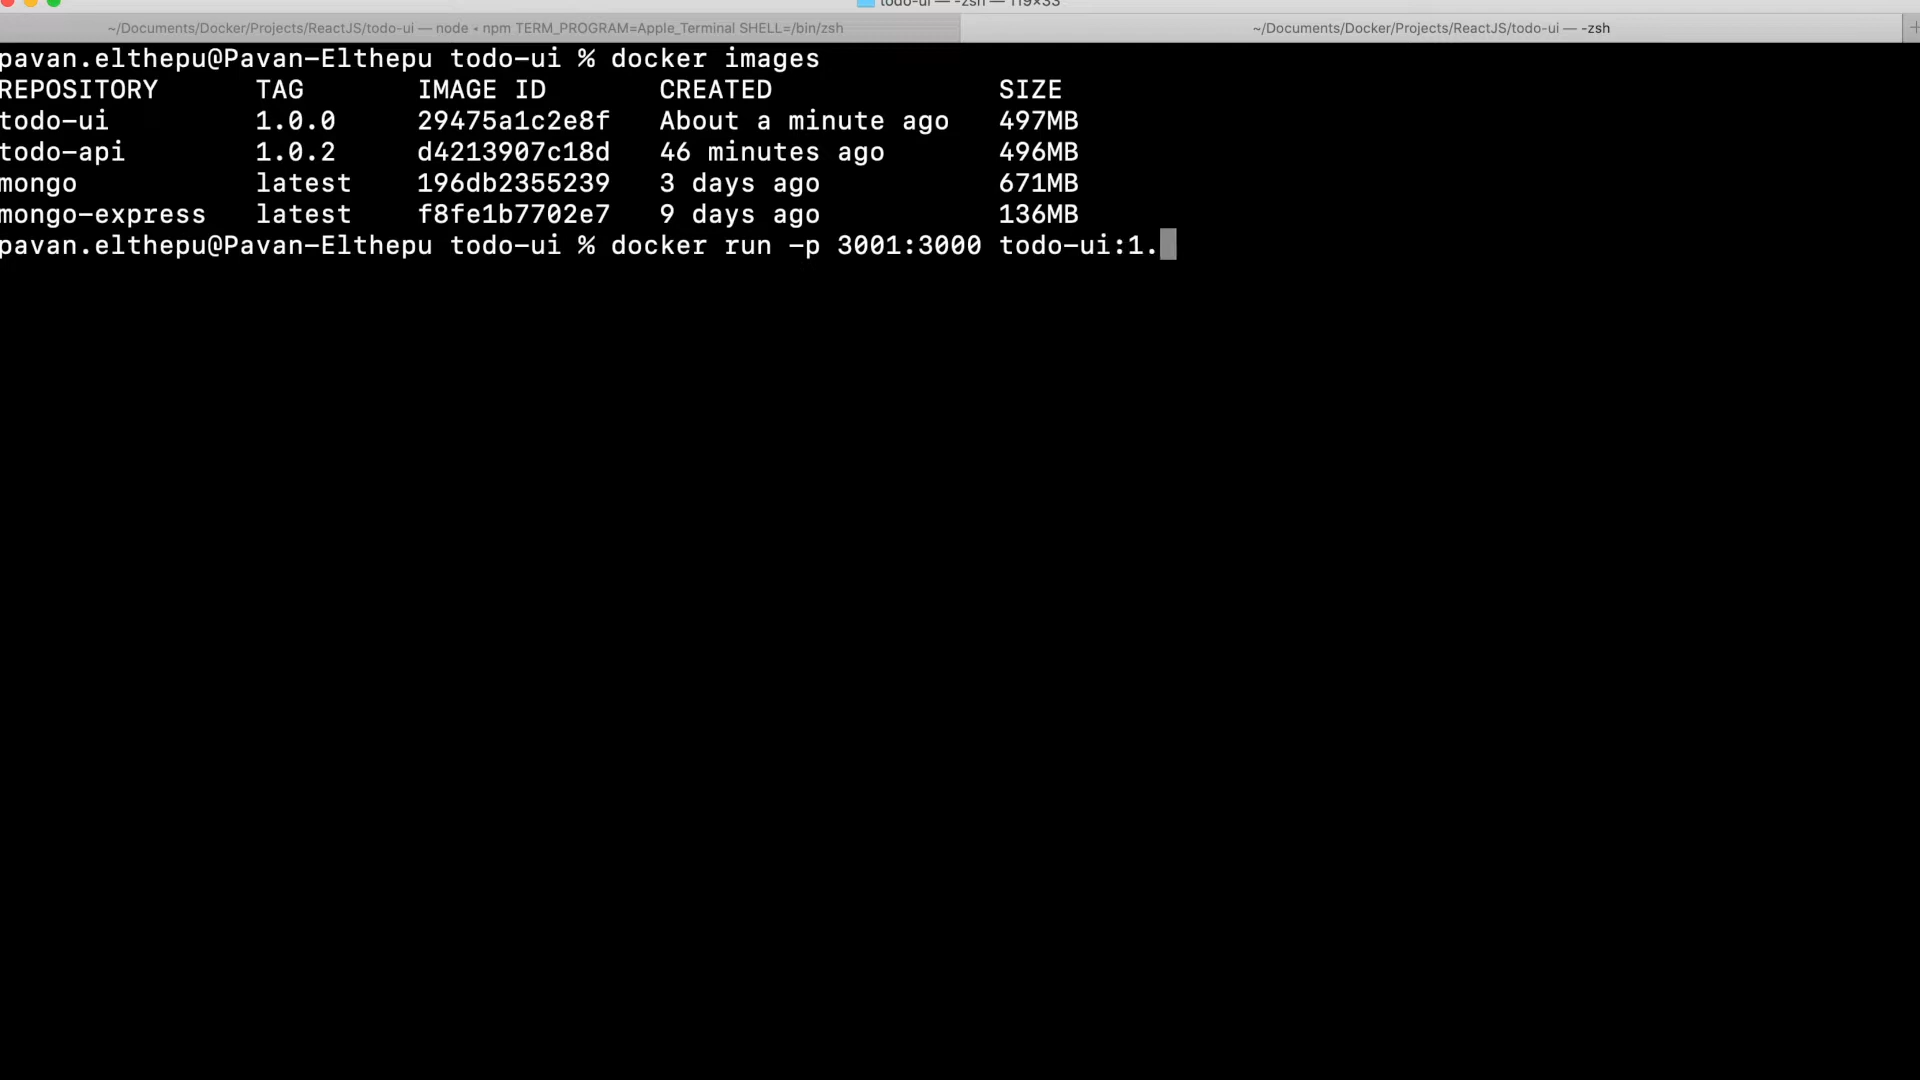 todo-ui — -zsh — 119×33
~/Documents/Docker/Projects/ReactJS/todo-ui — node ◂ npm TERM_PROGRAM=Apple_Terminal SHELL=/bin/zsh
~/Documents/Docker/Projects/ReactJS/todo-ui — -zsh
pavan.elthepu@Pavan-Elthepu todo-ui % docker images
REPOSITORY TAG IMAGE ID CREATED SIZE
todo-ui 1.0.0 29475a1c2e8f About a minute ago 497MB
todo-api 1.0.2 d4213907c18d 46 minutes ago 496MB
mongo latest 196db2355239 3 days ago 671MB
mongo-express latest f8fe1b7702e7 9 days ago 136MB
pavan.elthepu@Pavan-Elthepu todo-ui % docker run -p 3001:3000 todo-ui:1.